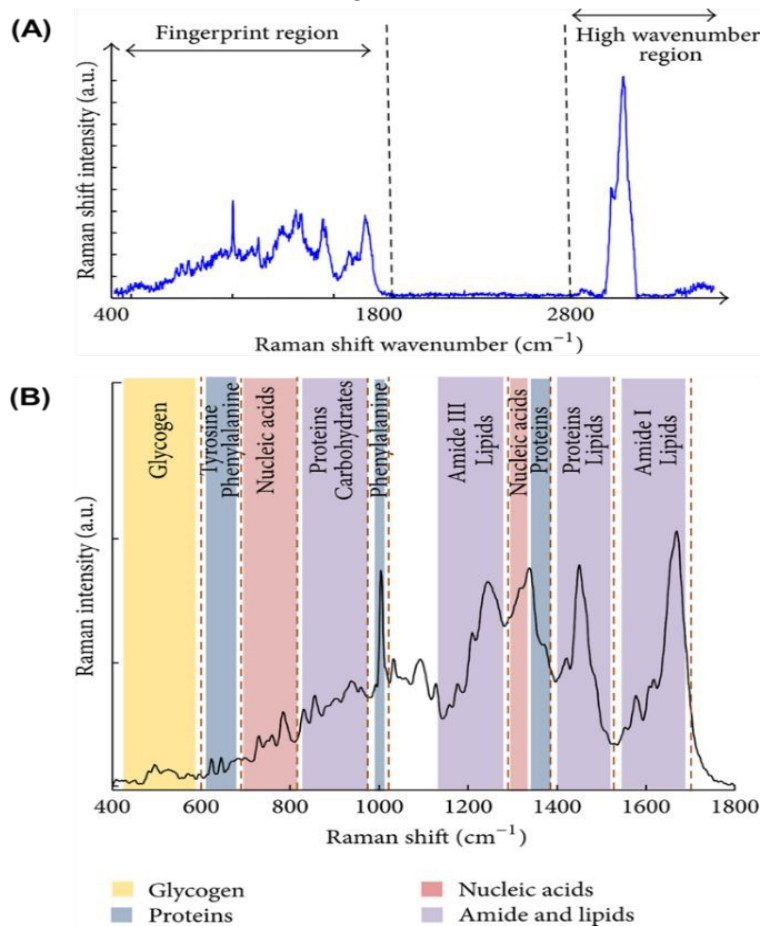 (A)
Fingerprint region
High wavenumber
region
Raman shift intensity (a.u.)
400
1800
2800
Raman shift wavenumber (cm⁻¹)
(B)
Glycogen
Tyrosine
Phenylalanine
Nucleic acids
Proteins
Carbohydrates
Phenylalanine
Amide III
Lipids
Nucleic acids
Proteins
Proteins
Lipids
Amide I
Lipids
Raman intensity (a.u.)
400 600 800 1000 1200 1400 1600 1800
Raman shift (cm⁻¹)
Glycogen
Nucleic acids
Proteins
Amide and lipids